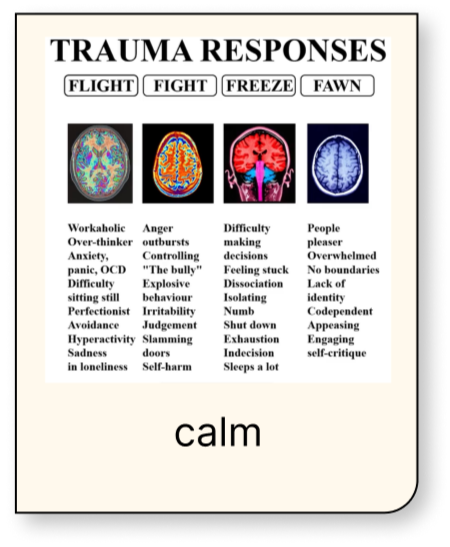 TRAUMA RESPONSES
FLIGHT FIGHT FREEZE FAWN
Workaholic
Over-thinker
Anxiety,
panic, OCD
Difficulty
sitting still
Perfectionist
Avoidance
Hyperactivity
Sadness
in loneliness
Anger
outbursts
Controlling
"The bully"
Explosive
behaviour
Irritability
Judgement
Slamming
doors
Self-harm
Difficulty
making
decisions
Feeling stuck
Dissociation
Isolating
Numb
Shut down
Exhaustion
Indecision
Sleeps a lot
People
pleaser
Overwhelmed
No boundaries
Lack of
identity
Codependent
Appeasing
Engaging
self-critique
calm